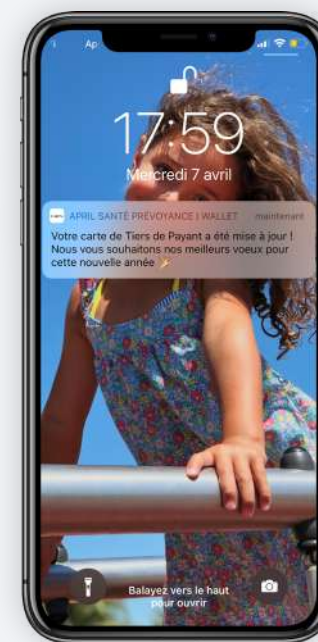 Ap
17:59
Mercredi 7 avril
APRIL SANTÉ PRÉVOYANCE | WALLET maintenant
Votre carte de Tiers de Payant a été mise à jour !
Nous vous souhaitons nos meilleurs voeux pour
cette nouvelle année 🎉
Balayez vers le haut
pour ouvrir